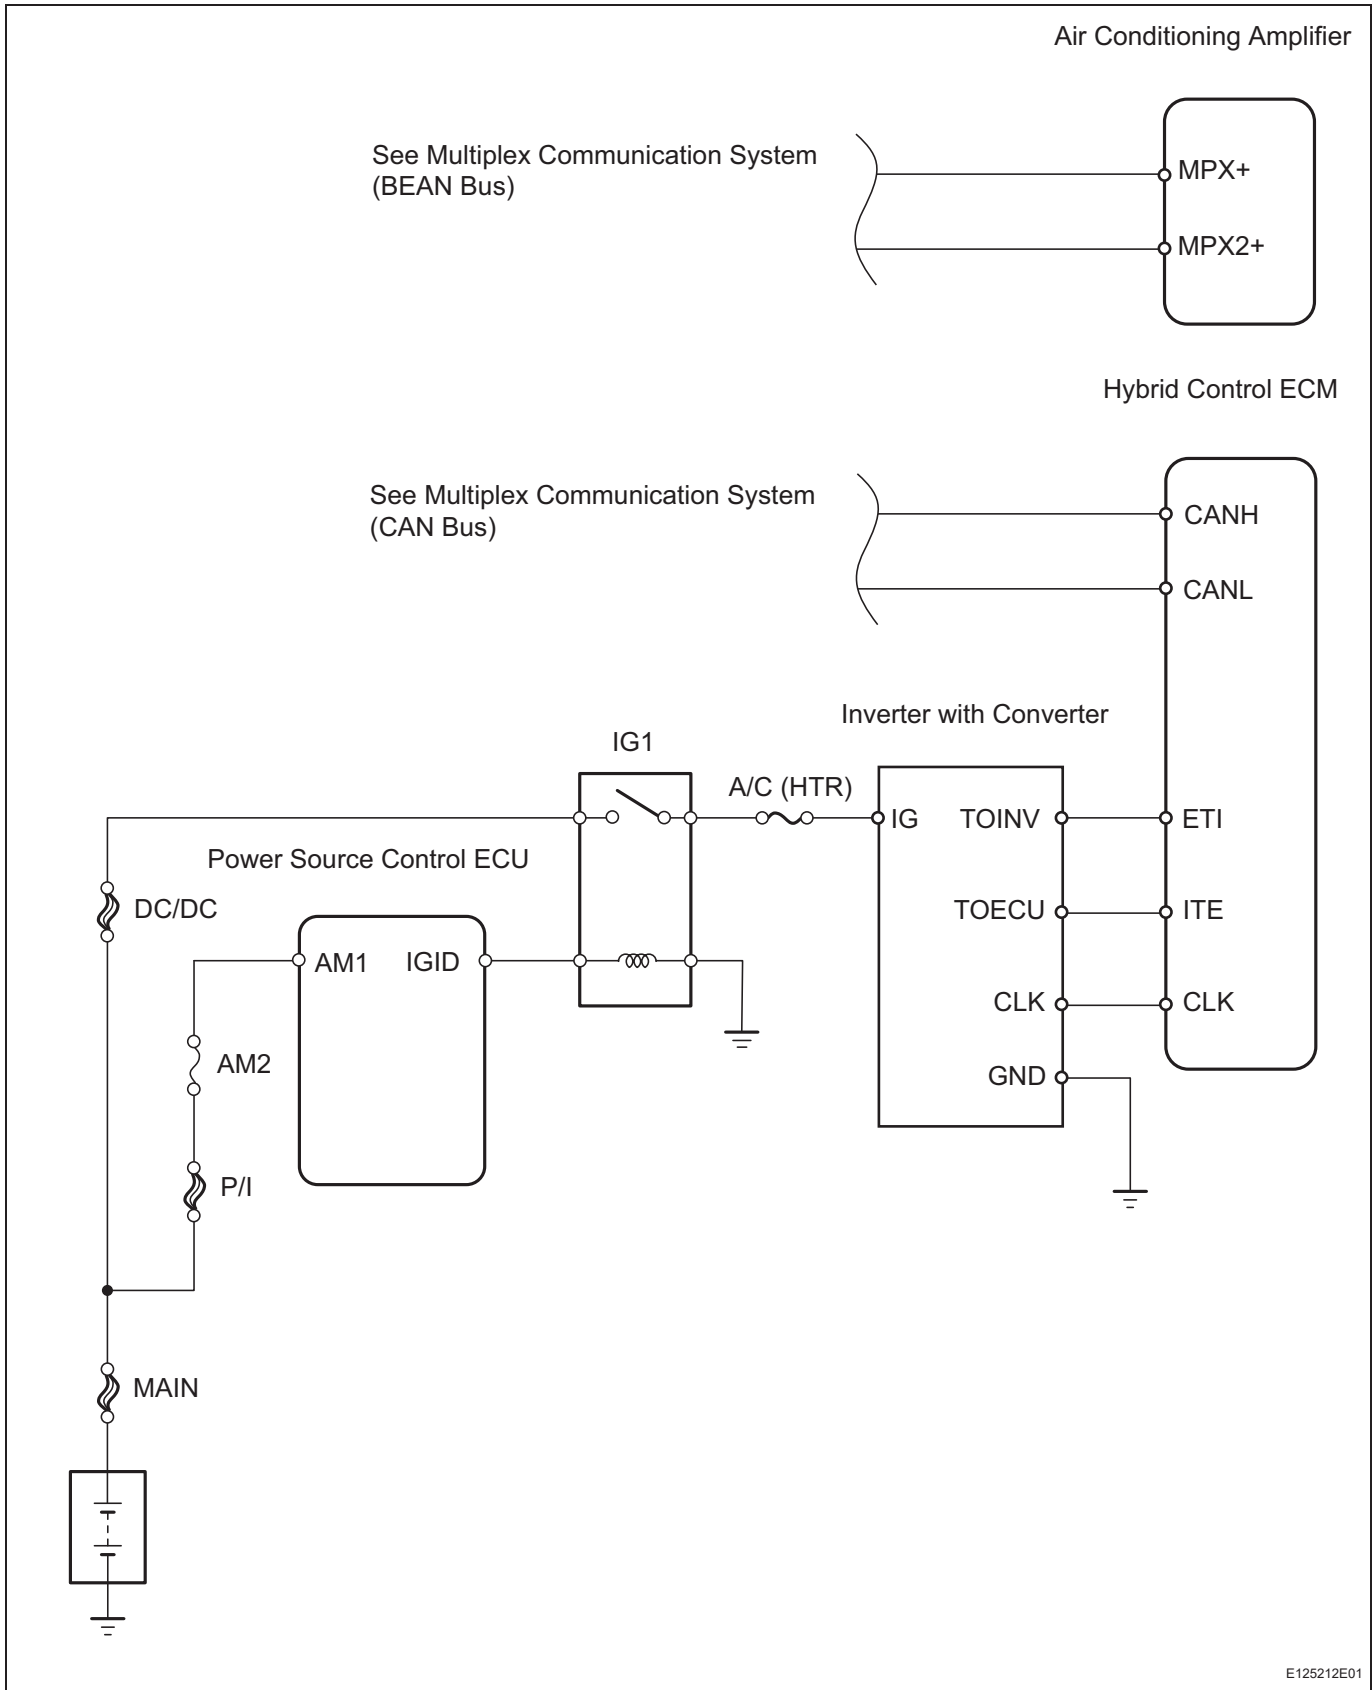 Air Conditioning Amplifier
See Multiplex Communication System
(BEAN Bus)
MPX+
MPX2+
Hybrid Control ECM
See Multiplex Communication System
(CAN Bus)
CANH
CANL
Inverter with Converter
IG1
A/C (HTR)
IG
TOINV
ETI
Power Source Control ECU
DC/DC
TOECU
ITE
AM1
IGID
CLK
CLK
AM2
GND
P/I
MAIN
E125212E01